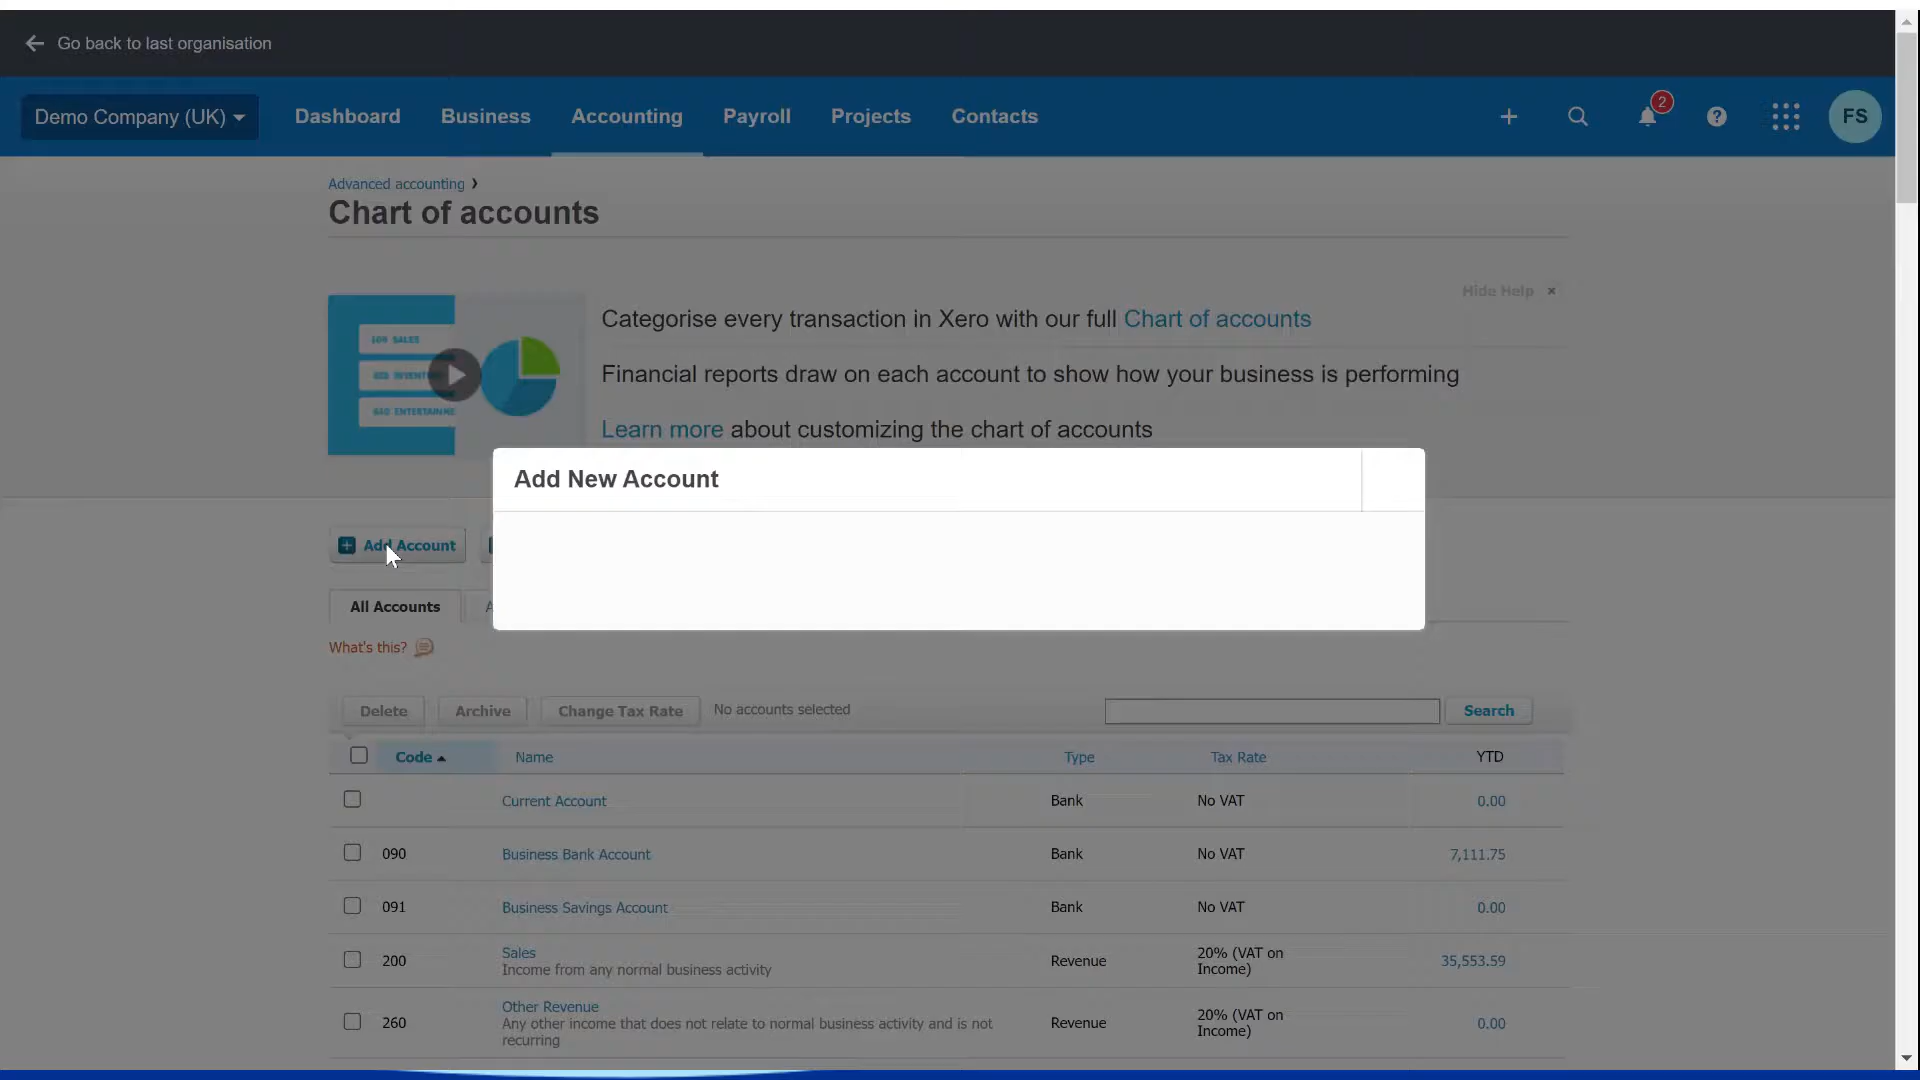 Go back to last organisation
Demo Company (UK)
Dashboard
Business
Accounting
Payroll
Projects
Contacts
2
FS
Advanced accounting
Chart of accounts
Hide Help
Categorise every transaction in Xero with our full Chart of accounts
Financial reports draw on each account to show how your business is performing
Learn more about customizing the chart of accounts
Add New Account
Add Account
All Accounts
What's this?
Delete
Archive
Change Tax Rate
No accounts selected
Search
Code
Name
Type
Tax Rate
YTD
Current Account
Bank
No VAT
0.00
090
Business Bank Account
Bank
No VAT
7,111.75
091
Business Savings Account
Bank
No VAT
0.00
200
Sales
Income from any normal business activity
Revenue
20% (VAT on
Income)
35,553.59
260
Other Revenue
Any other income that does not relate to normal business activity and is not
recurring
Revenue
20% (VAT on
Income)
0.00